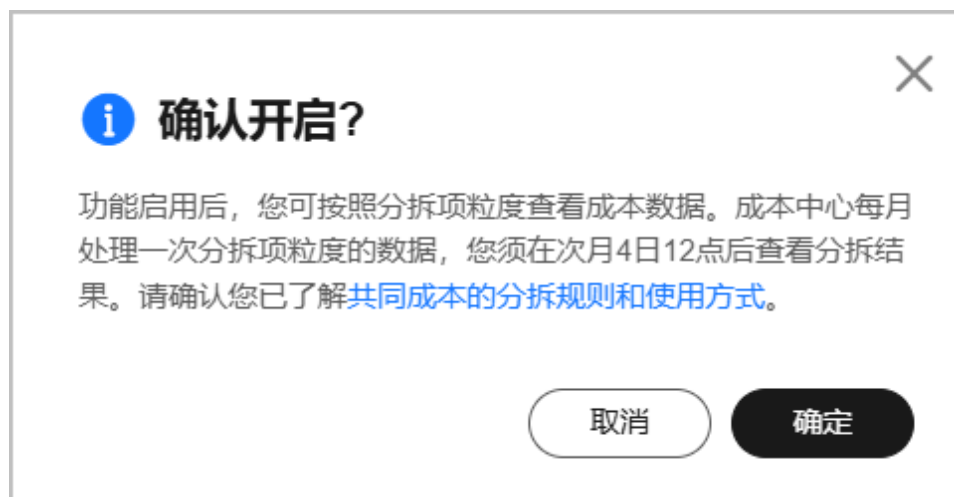 确认开启?
功能启用后，您可按照分拆项粒度查看成本数据。成本中心每月
处理一次分拆项粒度的数据，您须在次月4日12点后查看分拆结
果。请确认您已了解共同成本的分拆规则和使用方式。
取消
确定